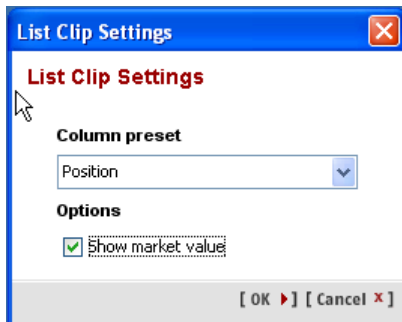 List Clip Settings
List Clip Settings
Column preset
Position
Options
Show market value
[ OK ] [ Cancel x ]